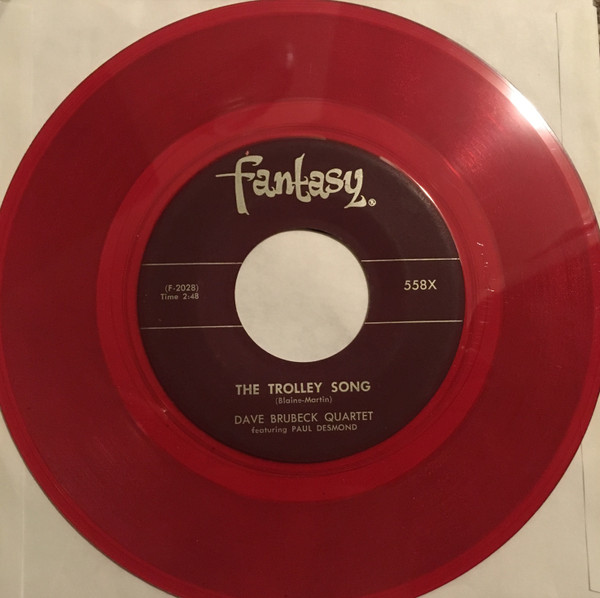 fantasy®
(F-2028)
Time 2:48
558X
THE TROLLEY SONG
(Blaine-Martin)
DAVE BRUBECK QUARTET
featuring PAUL DESMOND